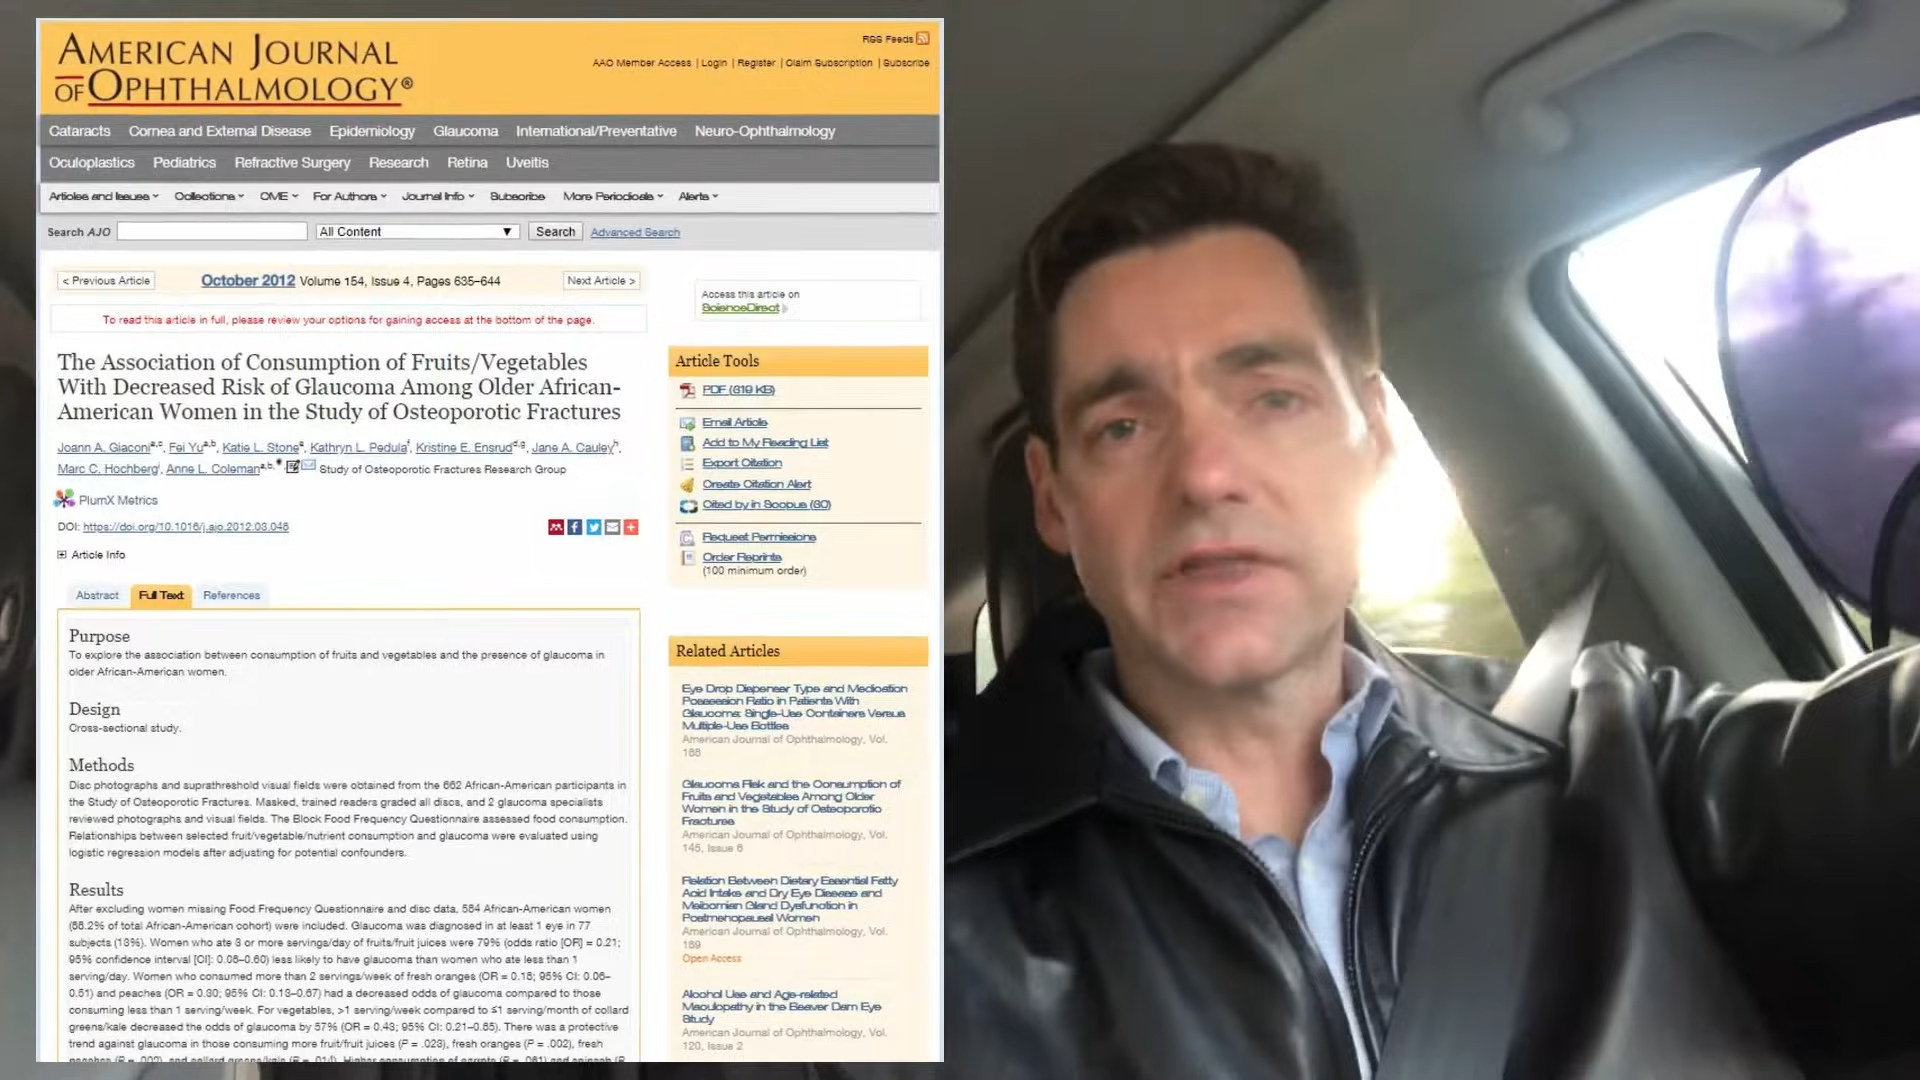 AMERICAN JOURNAL
OF OPHTHALMOLOGY®
RSS Feeds
AAO Member Access | Login | Register | Claim Subscription | Subscribe
Cataracts Cornea and External Disease Epidemiology Glaucoma International/Preventative Neuro-Ophthalmology
Oculoplastics Pediatrics Refractive Surgery Research Retina Uveitis
Articles and Issues Collections CME For Authors Journal Info Subscribe More Periodicals Alerts
Search AJO All Content Search Advanced Search
< Previous Article October 2012 Volume 154, Issue 4, Pages 635–644 Next Article >
To read this article in full, please review your options for gaining access at the bottom of the page.
The Association of Consumption of Fruits/Vegetables
With Decreased Risk of Glaucoma Among Older African-
American Women in the Study of Osteoporotic Fractures
Joann A. Giaconi, Fei Yu, Katie L. Stone, Kathryn L. Pedula, Kristine E. Ensrud, Jane A. Cauley,
Marc C. Hochberg, Anne L. Coleman Study of Osteoporotic Fractures Research Group
PlumX Metrics
DOI: https://doi.org/10.1016/j.ajo.2012.03.048
Article Info
Abstract Full Text References
Purpose
To explore the association between consumption of fruits and vegetables and the presence of glaucoma in
older African-American women.
Design
Cross-sectional study.
Methods
Disc photographs and suprathreshold visual fields were obtained from the 662 African-American participants in
the Study of Osteoporotic Fractures. Masked, trained readers graded all discs, and 2 glaucoma specialists
reviewed photographs and visual fields. The Block Food Frequency Questionnaire assessed food consumption.
Relationships between selected fruit/vegetable/nutrient consumption and glaucoma were evaluated using
logistic regression models after adjusting for potential confounders.
Results
After excluding women missing Food Frequency Questionnaire and disc data, 584 African-American women
(88.2% of total African-American cohort) were included. Glaucoma was diagnosed in at least 1 eye in 77
subjects (13%). Women who ate 3 or more servings/day of fruits/fruit juices were 79% (odds ratio [OR] = 0.21;
95% confidence interval [CI]: 0.08–0.60) less likely to have glaucoma than women who ate less than 1
serving/day. Women who consumed more than 2 servings/week of fresh oranges (OR = 0.18; 95% CI: 0.06–
0.51) and peaches (OR = 0.30; 95% CI: 0.13–0.67) had a decreased odds of glaucoma compared to those
consuming less than 1 serving/week. For vegetables, >1 serving/week compared to ≤1 serving/month of collard
greens/kale decreased the odds of glaucoma by 57% (OR = 0.43; 95% CI: 0.21–0.85). There was a protective
trend against glaucoma in those consuming more fruit/fruit juices (P = .023), fresh oranges (P = .002), fresh
peaches (P = .002), and collard greens/kale (P = .014). Higher consumption of carrots (P = .061) and spinach (P
Access this article on
ScienceDirect
Article Tools
PDF (619 KB)
Email Article
Add to My Reading List
Export Citation
Create Citation Alert
Cited by in Scopus (60)
Request Permissions
Order Reprints
(100 minimum order)
Related Articles
Eye Drop Dispenser Type and Medication
Possession Ratio in Patients With
Glaucoma: Single-Use Containers Versus
Multiple-Use Bottles
American Journal of Ophthalmology, Vol.
188
Glaucoma Risk and the Consumption of
Fruits and Vegetables Among Older
Women in the Study of Osteoporotic
Fractures
American Journal of Ophthalmology, Vol.
145, Issue 6
Relation Between Dietary Essential Fatty
Acid Intake and Dry Eye Disease and
Meibomian Gland Dysfunction in
Postmenopausal Women
American Journal of Ophthalmology, Vol.
189
Open Access
Alcohol Use and Age-related
Maculopathy in the Beaver Dam Eye
Study
American Journal of Ophthalmology, Vol.
120, Issue 2